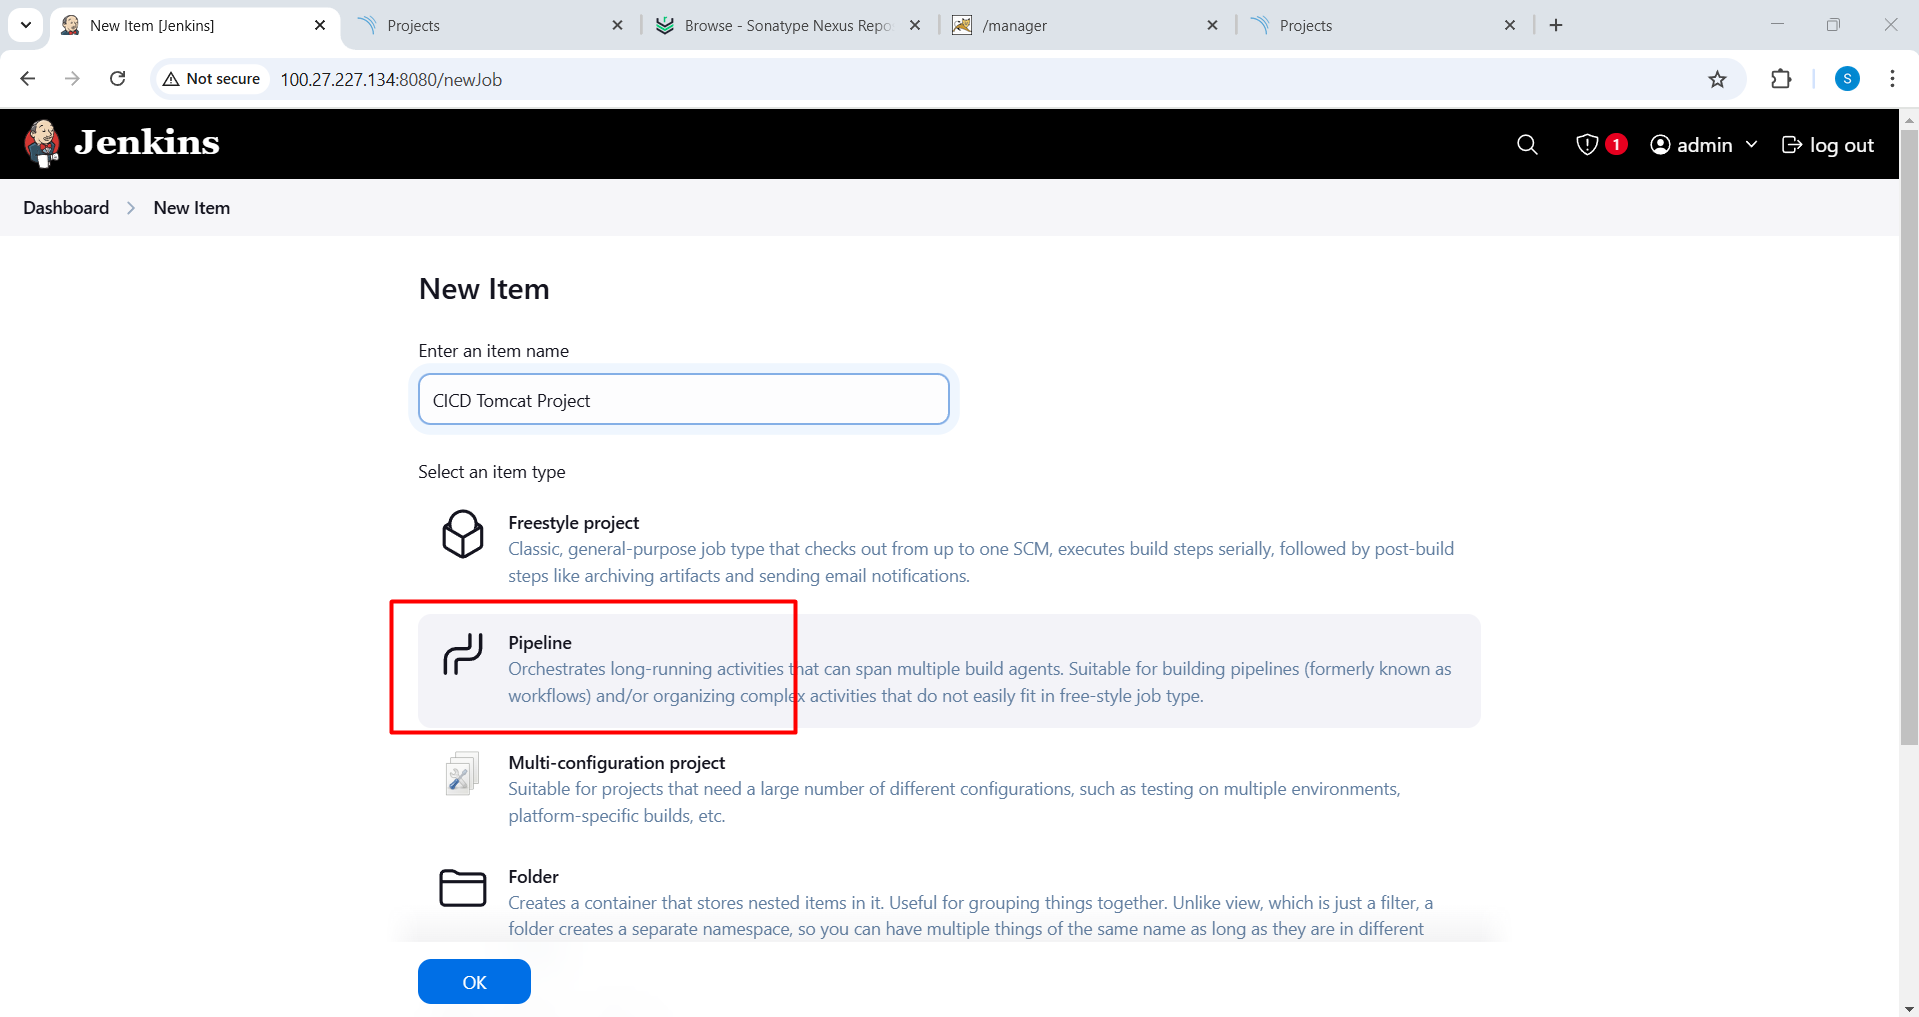 New Item [Jenkins]
Projects
Browse - Sonatype Nexus Repo
/manager
Projects
Not secure
100.27.227.134:8080/newJob
S
Jenkins
1
admin
log out
Dashboard
New Item
New Item
Enter an item name
CICD Tomcat Project
Select an item type
Freestyle project
Classic, general-purpose job type that checks out from up to one SCM, executes build steps serially, followed by post-build
steps like archiving artifacts and sending email notifications.
Pipeline
Orchestrates long-running activities that can span multiple build agents. Suitable for building pipelines (formerly known as
workflows) and/or organizing complex activities that do not easily fit in free-style job type.
Multi-configuration project
Suitable for projects that need a large number of different configurations, such as testing on multiple environments,
platform-specific builds, etc.
Folder
Creates a container that stores nested items in it. Useful for grouping things together. Unlike view, which is just a filter, a
folder creates a separate namespace, so you can have multiple things of the same name as long as they are in different
OK